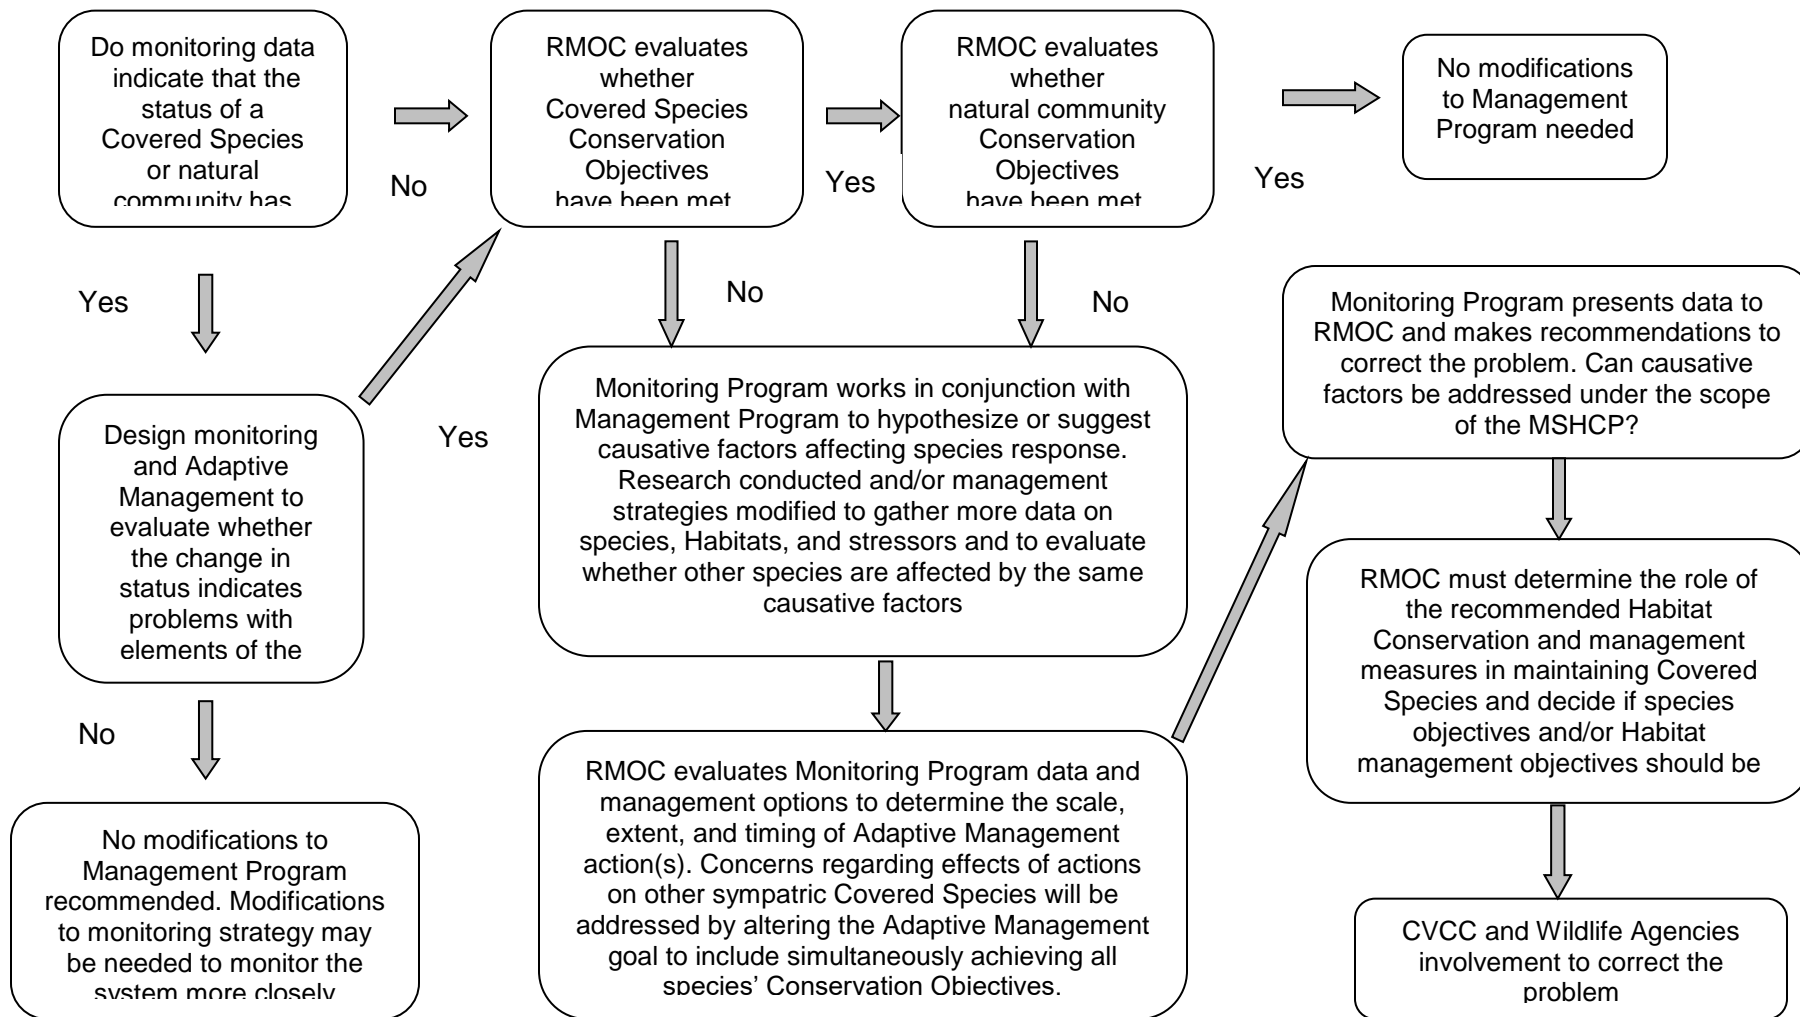 Do monitoring data
indicate that the
status of a
Covered Species
or natural
community has
No
Yes
RMOC evaluates
whether
Covered Species
Conservation
Objectives
have been met
Yes
No
RMOC evaluates
whether
natural community
Conservation
Objectives
have been met
Yes
No
No modifications
to Management
Program needed
Design monitoring
and Adaptive
Management to
evaluate whether
the change in
status indicates
problems with
elements of the
Yes
No
No modifications to
Management Program
recommended. Modifications
to monitoring strategy may
be needed to monitor the
system more closely
Monitoring Program works in conjunction with
Management Program to hypothesize or suggest
causative factors affecting species response.
Research conducted and/or management
strategies modified to gather more data on
species, Habitats, and stressors and to evaluate
whether other species are affected by the same
causative factors
RMOC evaluates Monitoring Program data and
management options to determine the scale,
extent, and timing of Adaptive Management
action(s). Concerns regarding effects of actions
on other sympatric Covered Species will be
addressed by altering the Adaptive Management
goal to include simultaneously achieving all
species’ Conservation Objectives.
Monitoring Program presents data to
RMOC and makes recommendations to
correct the problem. Can causative
factors be addressed under the scope
of the MSHCP?
RMOC must determine the role of
the recommended Habitat
Conservation and management
measures in maintaining Covered
Species and decide if species
objectives and/or Habitat
management objectives should be
CVCC and Wildlife Agencies
involvement to correct the
problem